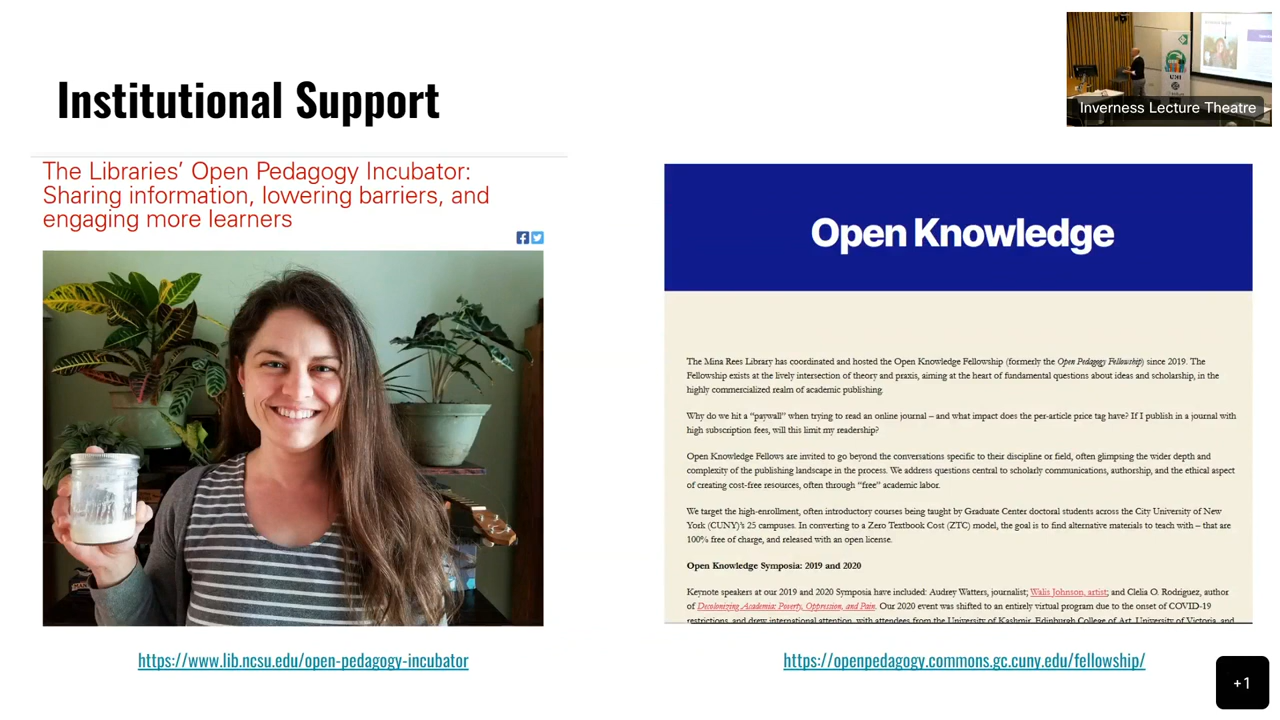 Institutional Support
Inverness Lecture Theatre
The Libraries’ Open Pedagogy Incubator:
Sharing information, lowering barriers, and
engaging more learners
https://www.lib.ncsu.edu/open-pedagogy-incubator
Open Knowledge
The Mina Rees Library has coordinated and hosted the Open Knowledge Fellowship (formerly the Open Pedagogy Fellowship) since 2019. The
Fellowship exists at the lively intersection of theory and praxis, aiming at the heart of fundamental questions about ideas and scholarship, in the
highly commercialized realm of academic publishing.
Why do we hit a “paywall” when trying to read an online journal – and what impact does the per-article price tag have? If I publish in a journal with
high subscription fees, will this limit my readership?
Open Knowledge Fellows are invited to go beyond the conversations specific to their discipline or field, often glimpsing the wider depth and
complexity of the publishing landscape in the process. We address questions central to scholarly communications, authorship, and the ethical aspect
of creating cost-free resources, often through “free” academic labor.
We target the high-enrollment, often introductory courses being taught by Graduate Center doctoral students across the City University of New
York (CUNY)’s 25 campuses. In converting to a Zero Textbook Cost (ZTC) model, the goal is to find alternative materials to teach with – that are
100% free of charge, and released with an open license.
Open Knowledge Symposia: 2019 and 2020
Keynote speakers at our 2019 and 2020 Symposia have included: Audrey Watters, journalist; Walis Johnson, artist; and Clelia O. Rodríguez, author
of Decolonizing Academia: Poverty, Oppression, and Pain. Our 2020 event was shifted to an entirely virtual program due to the onset of COVID-19
restrictions, and drew international attention, with attendees from the University of Kashmir, Edinburgh College of Art, University of Victoria, and
https://openpedagogy.commons.gc.cuny.edu/fellowship/
+1